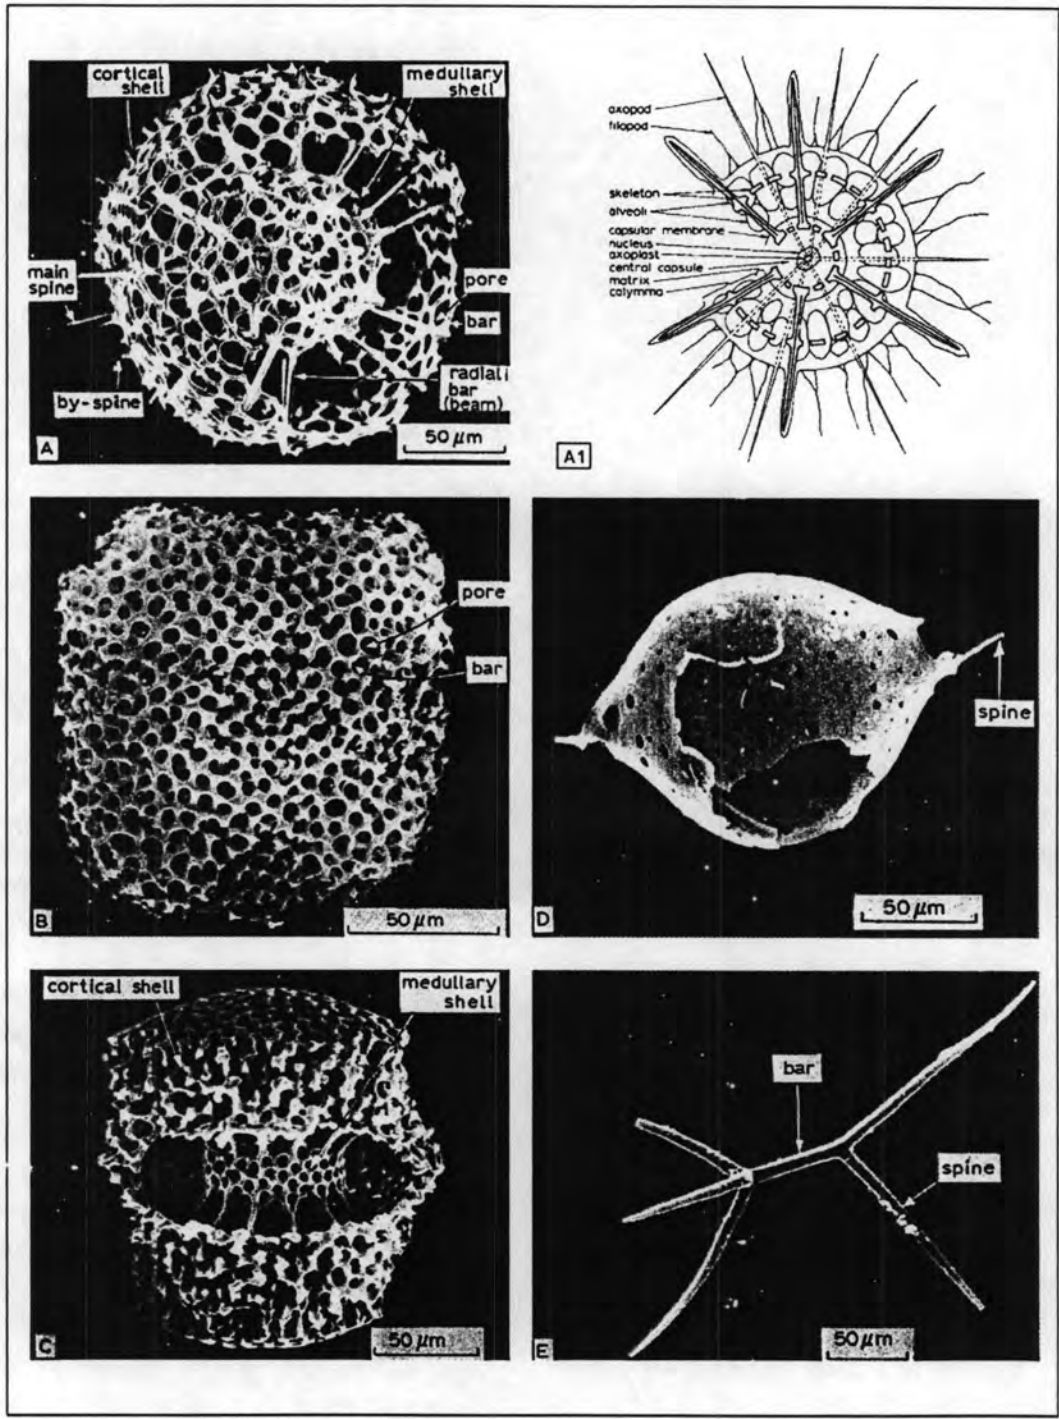 cortical
shell
medullary
shell
main
spine
pore
bar
by-spine
radial
bar
(beam)
50 µm
A
axopod
filopod
skeleton
alveoli
capsular membrane
nucleus
axoplast
central capsule
matrix
calymma
A1
pore
bar
50 µm
B
spine
50 µm
D
cortical shell
medullary
shell
50 µm
C
bar
spine
50 µm
E